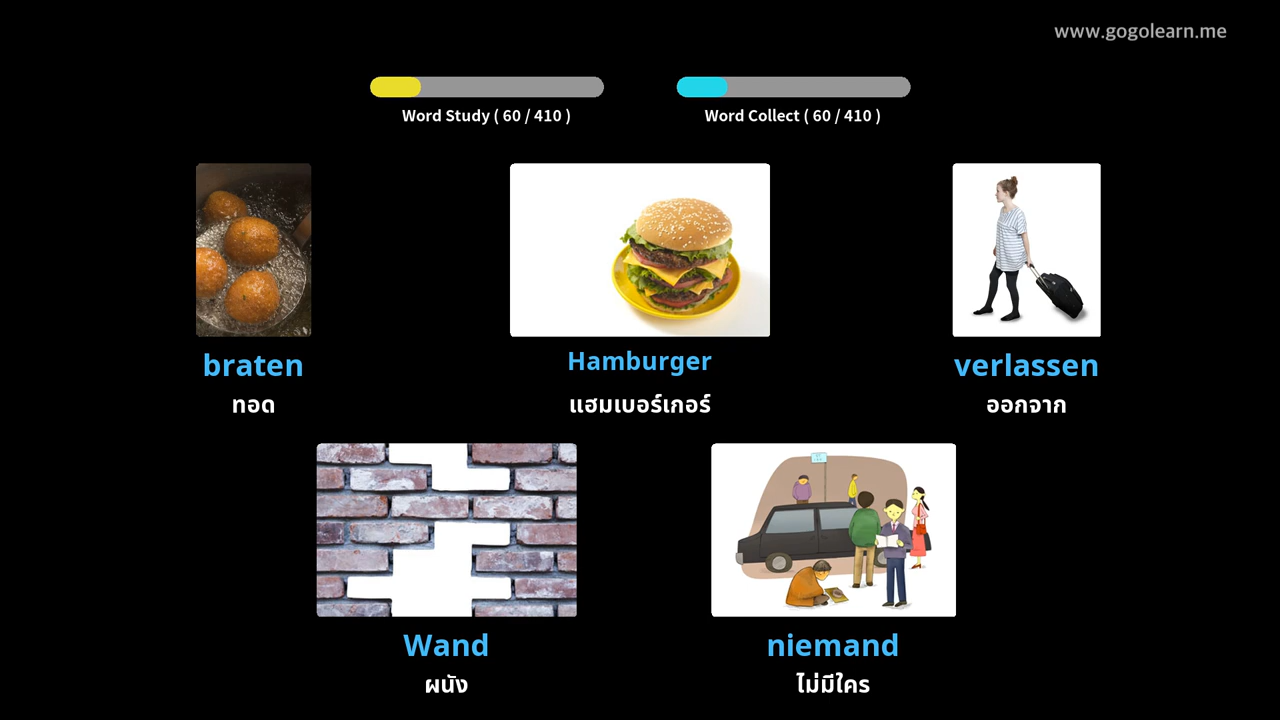 www.gogolearn.me
Word Study ( 60 / 410 )
Word Collect ( 60 / 410 )
braten
ทอด
Hamburger
แฮมเบอร์เกอร์
verlassen
ออกจาก
Wand
ผนัง
niemand
ไม่มีใคร